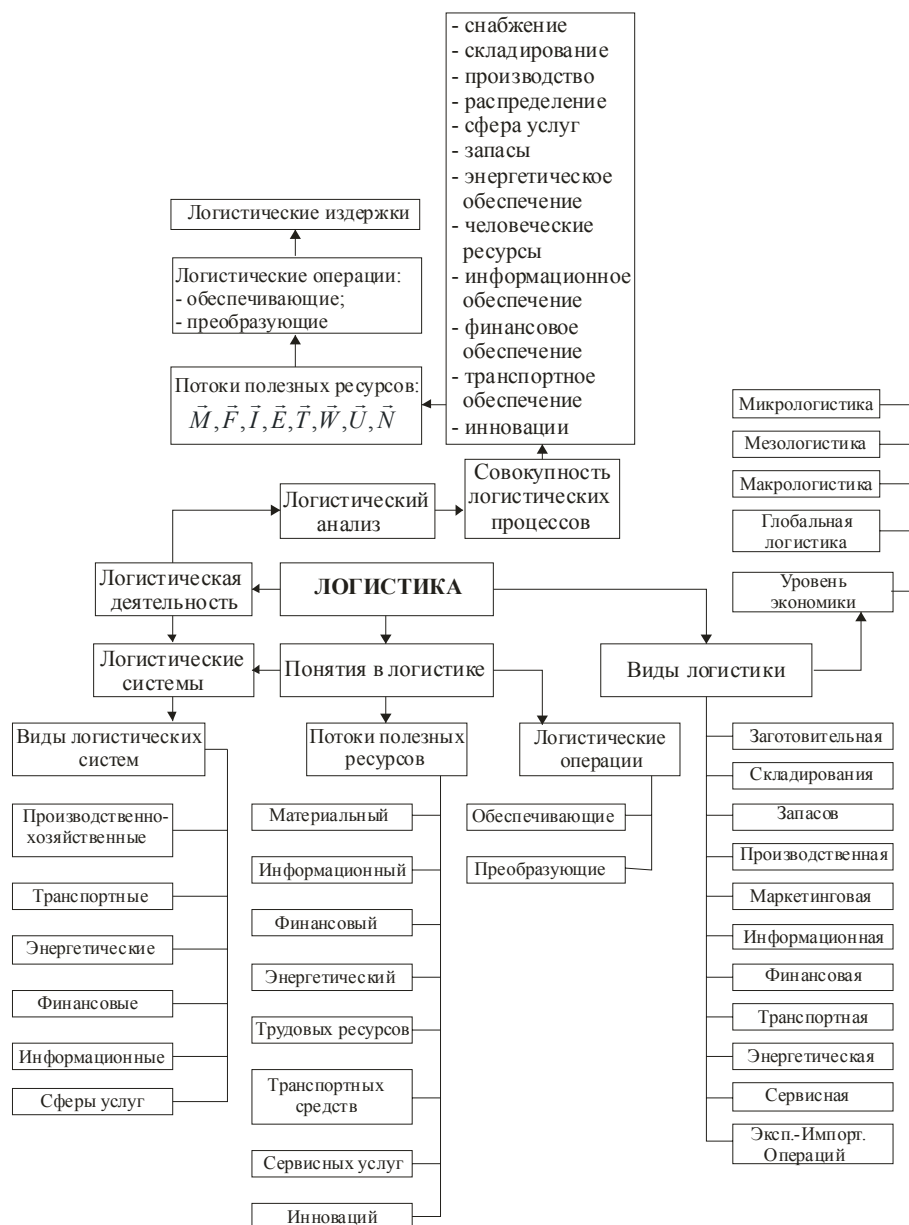 - снабжение
- складирование
- производство
- распределение
- сфера услуг
- запасы
- энергетическое
обеспечение
- человеческие
ресурсы
- информационное
обеспечение
- финансовое
обеспечение
- транспортное
обеспечение
- инновации
Логистические издержки
Логистические операции:
- обеспечивающие;
- преобразующие
Потоки полезных ресурсов:
M⃗, F⃗, I⃗, E⃗, T⃗, W⃗, U⃗, N⃗
Логистический
анализ
Совокупность
логистических
процессов
Микрологистика
Мезологистика
Макрологистика
Глобальная
логистика
Уровень
экономики
Логистическая
деятельность
ЛОГИСТИКА
Логистические
системы
Понятия в логистике
Виды логистики
Виды логистических
систем
Производственно-
хозяйственные
Транспортные
Энергетические
Финансовые
Информационные
Сферы услуг
Потоки полезных
ресурсов
Материальный
Информационный
Финансовый
Энергетический
Трудовых ресурсов
Транспортных
средств
Сервисных услуг
Инноваций
Логистические
операции
Обеспечивающие
Преобразующие
Заготовительная
Складирования
Запасов
Производственная
Маркетинговая
Информационная
Финансовая
Транспортная
Энергетическая
Сервисная
Эксп.-Импорт.
Операций